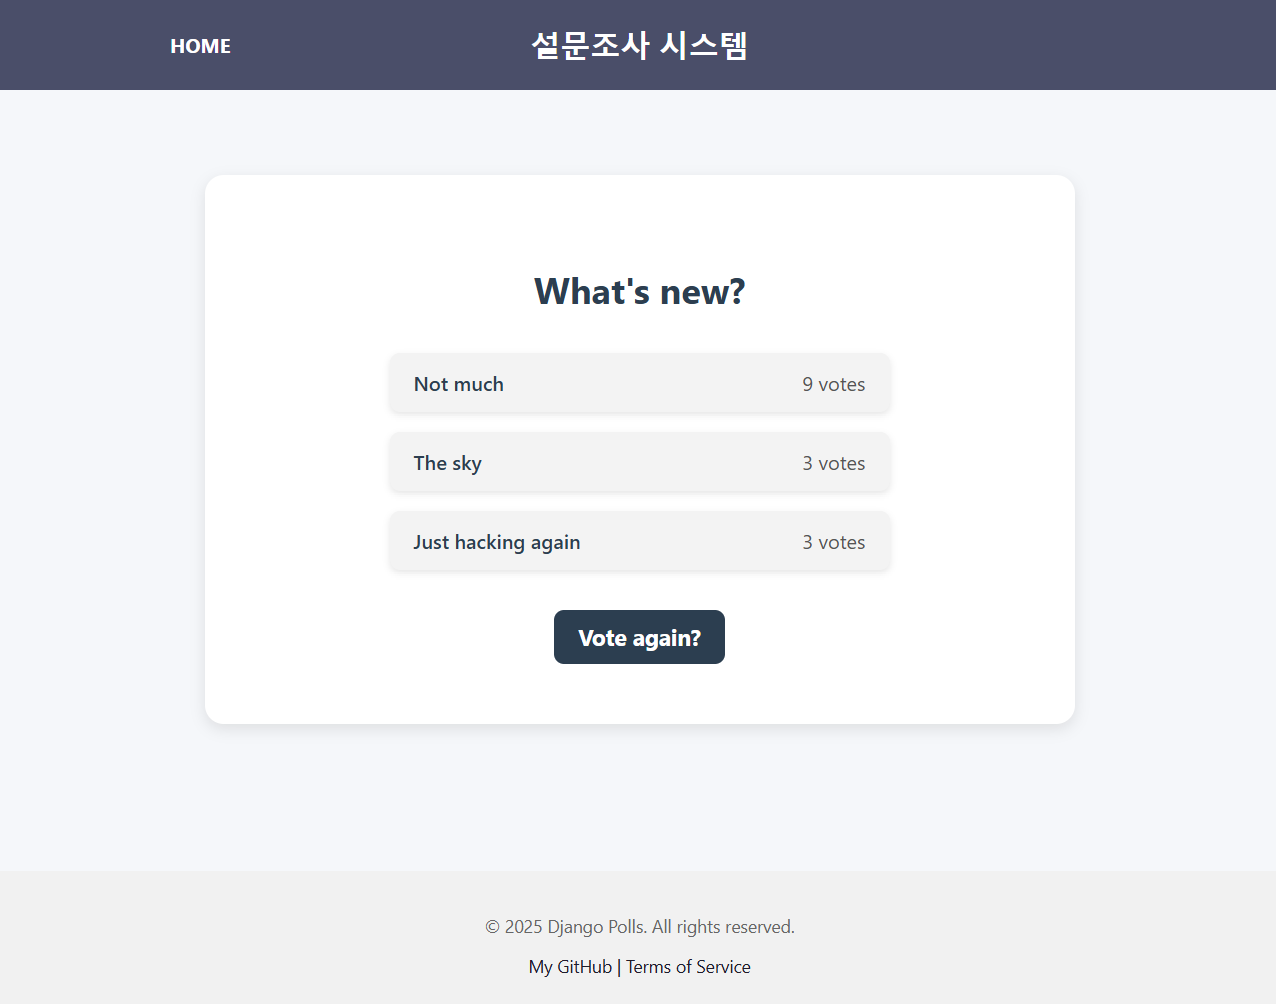 HOME
설문조사 시스템
What's new?
Not much 9 votes
The sky 3 votes
Just hacking again 3 votes
Vote again?
© 2025 Django Polls. All rights reserved.
My GitHub | Terms of Service